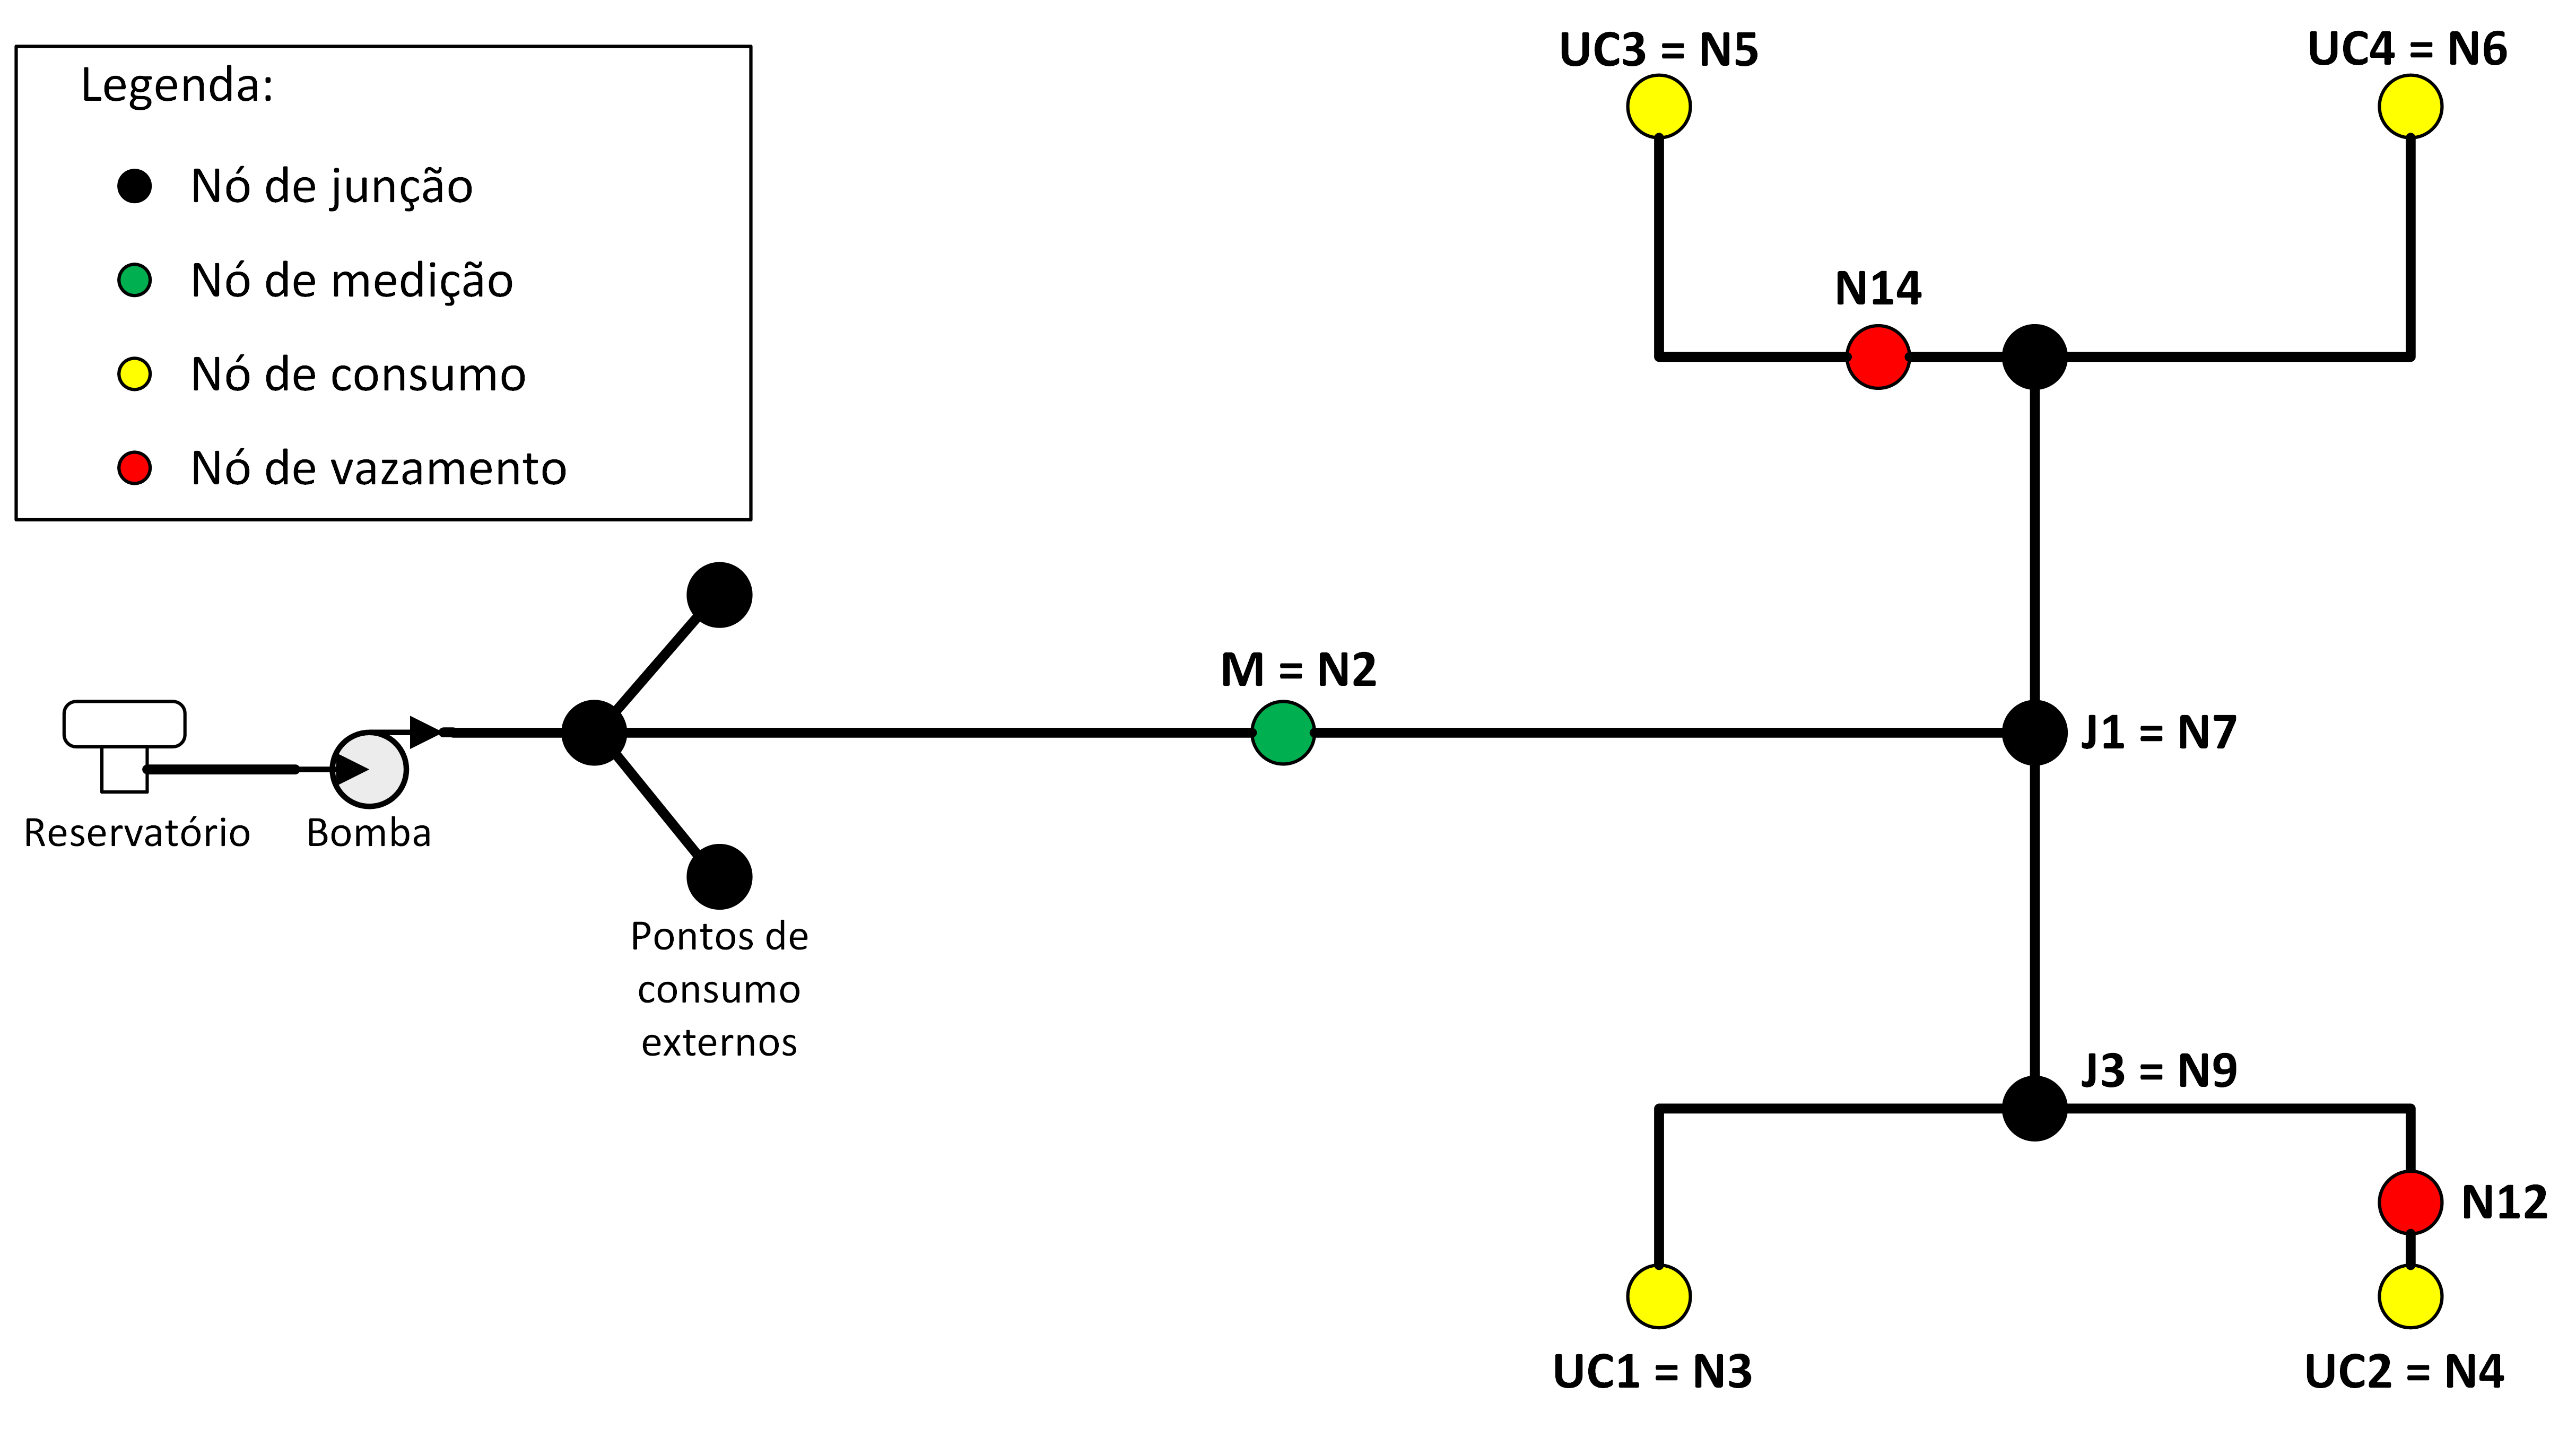 Legenda:
Nó de junção
Nó de medição
Nó de consumo
Nó de vazamento
UC3 = N5
UC4 = N6
N14
M = N2
J1 = N7
Reservatório
Bomba
Pontos de
consumo
externos
J3 = N9
N12
UC1 = N3
UC2 = N4